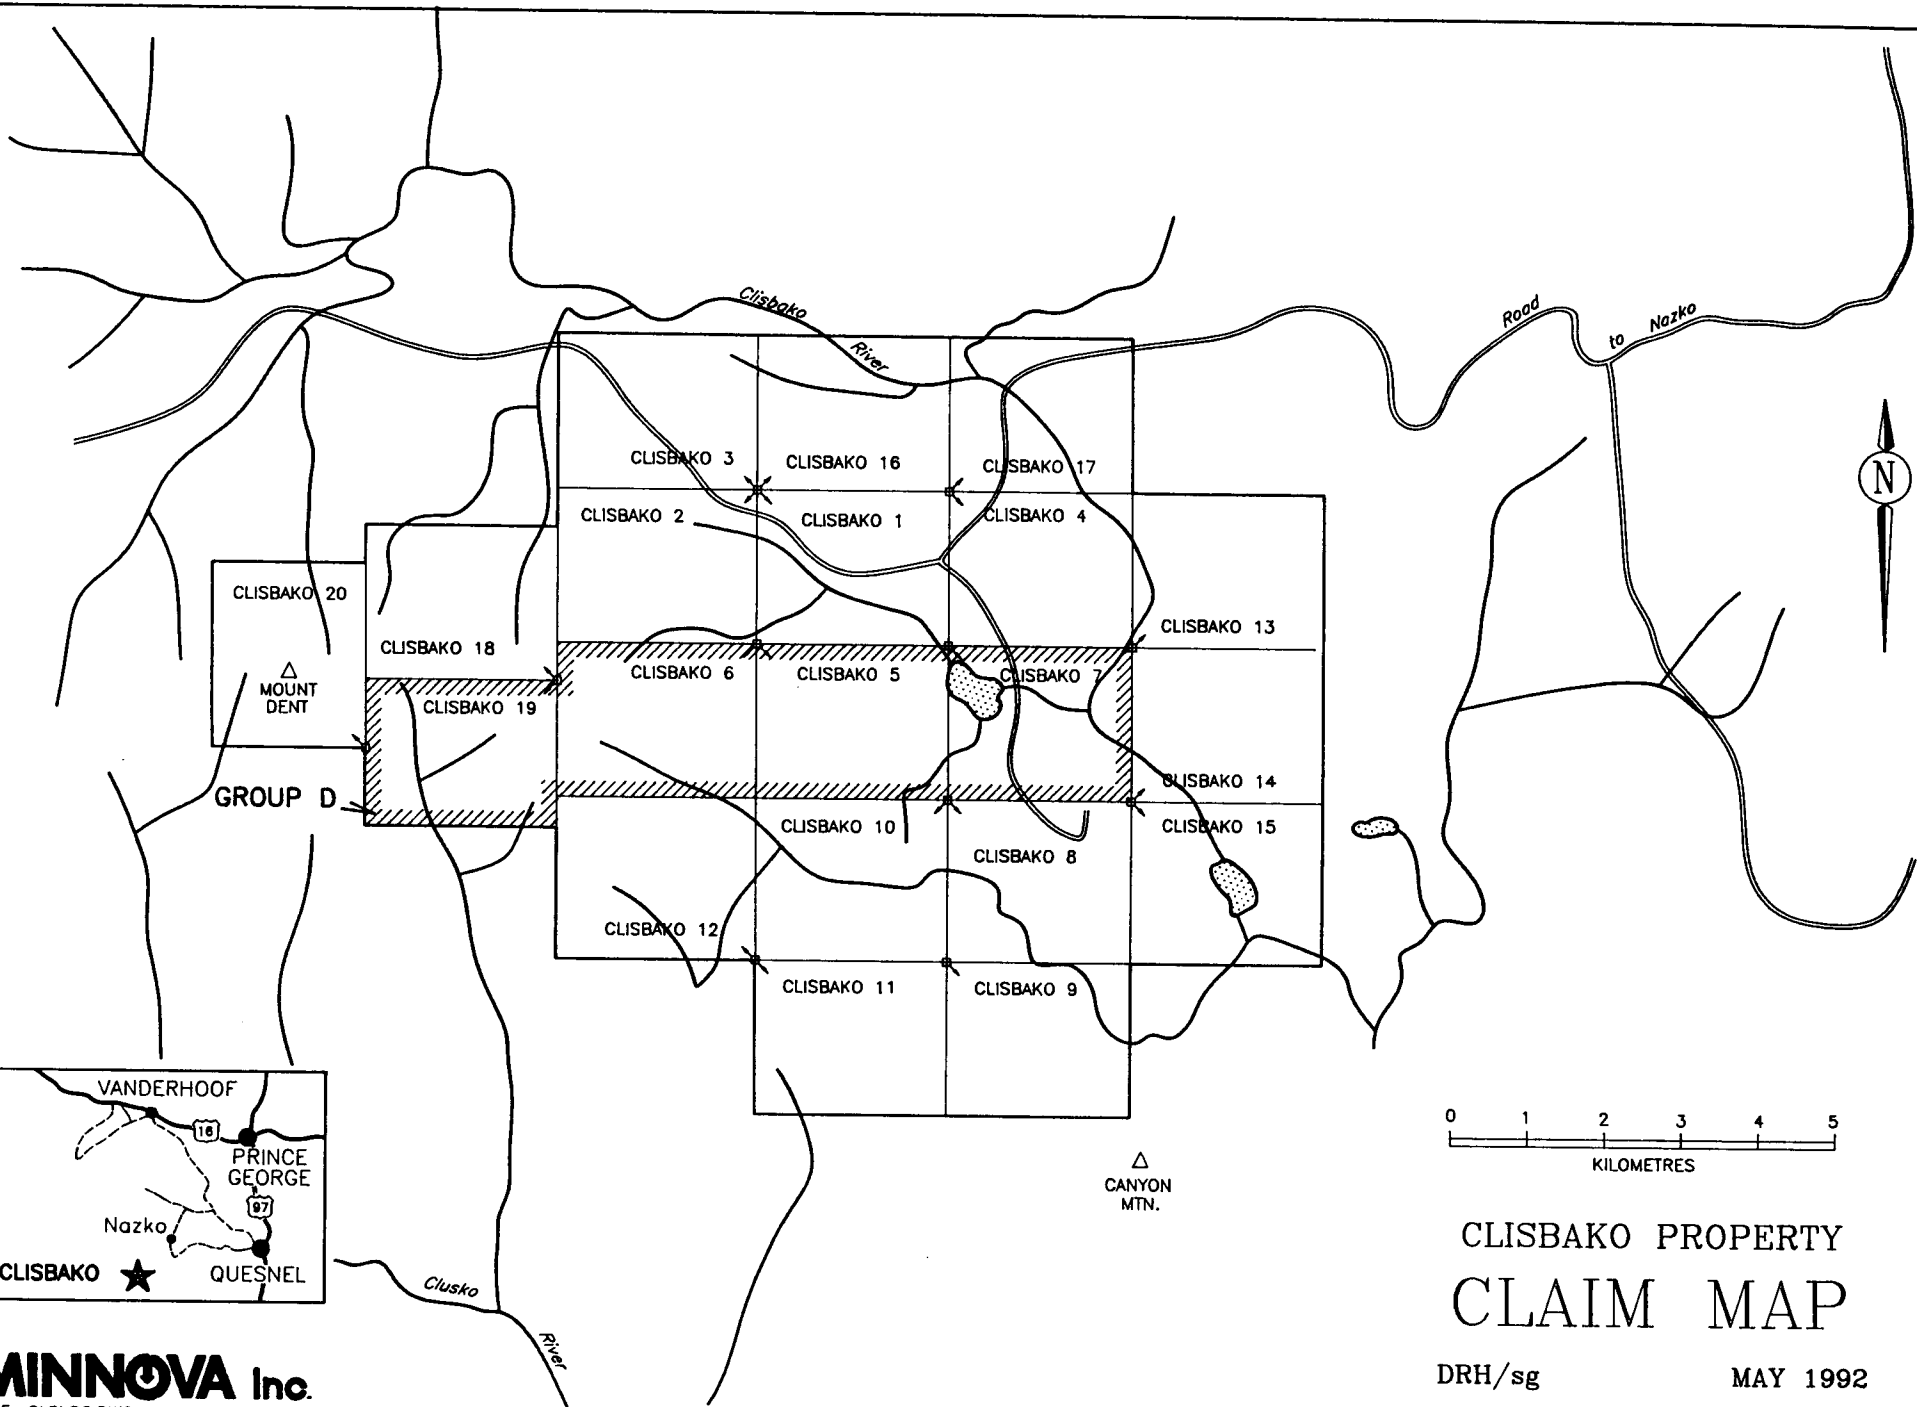 Clisbako
River
Road
to
Nazko
CLISBAKO 3
CLISBAKO 16
CLISBAKO 17
CLISBAKO 2
CLISBAKO 1
CLISBAKO 4
N
CLISBAKO 20
CLISBAKO 18
CLISBAKO 13
MOUNT
DENT
CLISBAKO 6
CLISBAKO 5
CLISBAKO 7
CLISBAKO 19
GROUP D
CLISBAKO 14
CLISBAKO 10
CLISBAKO 15
CLISBAKO 8
CLISBAKO 12
CLISBAKO 11
CLISBAKO 9
VANDERHOOF
16
PRINCE
GEORGE
97
Nazko
CLISBAKO
QUESNEL
0 1 2 3 4 5
KILOMETRES
CANYON
MTN.
Clusko
River
CLISBAKO PROPERTY
CLAIM MAP
DRH/sg MAY 1992
MINNOVA Inc.